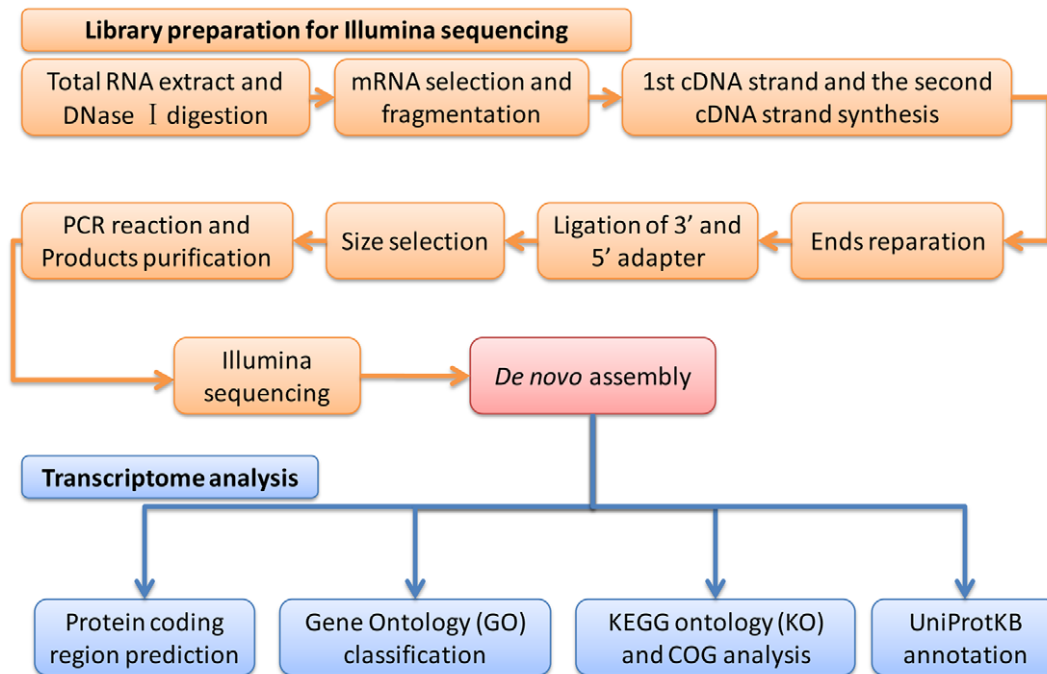 Library preparation for Illumina sequencing
Total RNA extract and
DNase Ⅰ digestion
mRNA selection and
fragmentation
1st cDNA strand and the second
cDNA strand synthesis
PCR reaction and
Products purification
Size selection
Ligation of 3’ and
5’ adapter
Ends reparation
Illumina
sequencing
De novo assembly
Transcriptome analysis
Protein coding
region prediction
Gene Ontology (GO)
classification
KEGG ontology (KO)
and COG analysis
UniProtKB
annotation